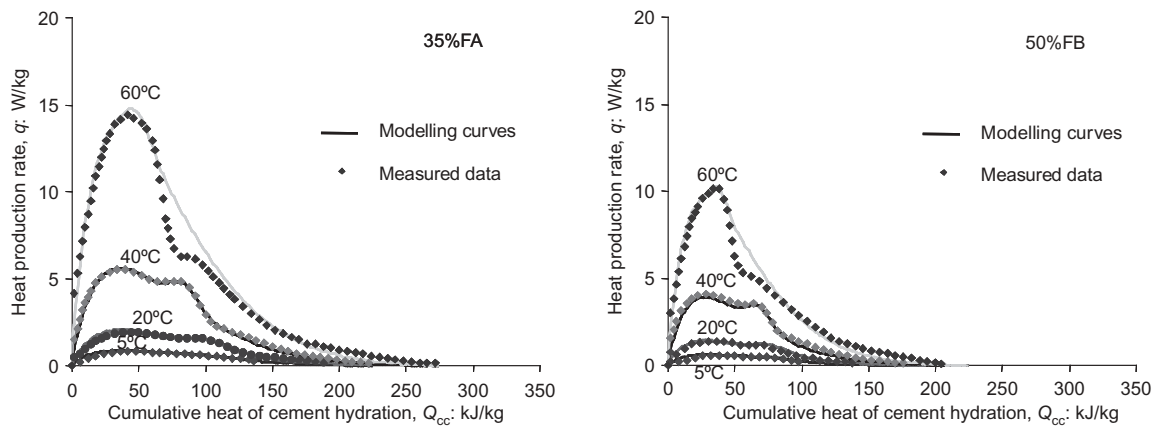 20
15
10
5
0
0 50 100 150 200 250 300 350
Heat production rate, q: W/kg
Cumulative heat of cement hydration, Qcc: kJ/kg
35%FA
60ºC
40ºC
20ºC
5ºC
Modelling curves
Measured data
20
15
10
5
0
0 50 100 150 200 250 300 350
Heat production rate, q: W/kg
Cumulative heat of cement hydration, Qcc: kJ/kg
50%FB
60ºC
40ºC
20ºC
5ºC
Modelling curves
Measured data